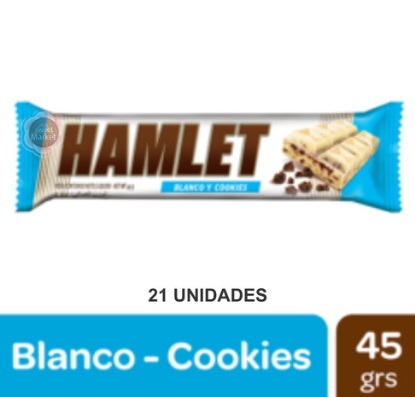 HAMLET
BLANCO Y COOKIES
21 UNIDADES
Blanco - Cookies
45
grs